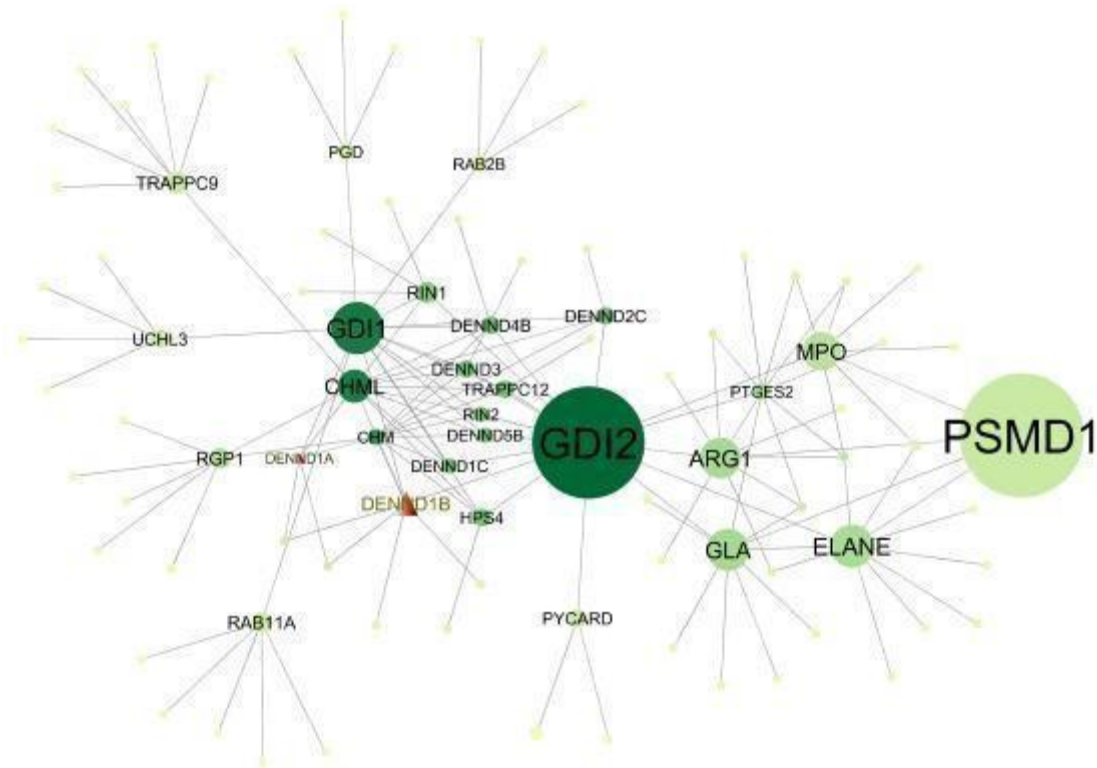 PGD
RAB2B
TRAPPC9
RIN1
DENND2C
GDI1
DENND4B
UCHL3
MPO
DENND3
CHML
TRAPPC12
PTGES2
RIN2
CHM
DENND5B
GDI2
PSMD1
RGP1
DENND1A
ARG1
DENND1C
DENND1B
HPS4
GLA
ELANE
RAB11A
PYCARD